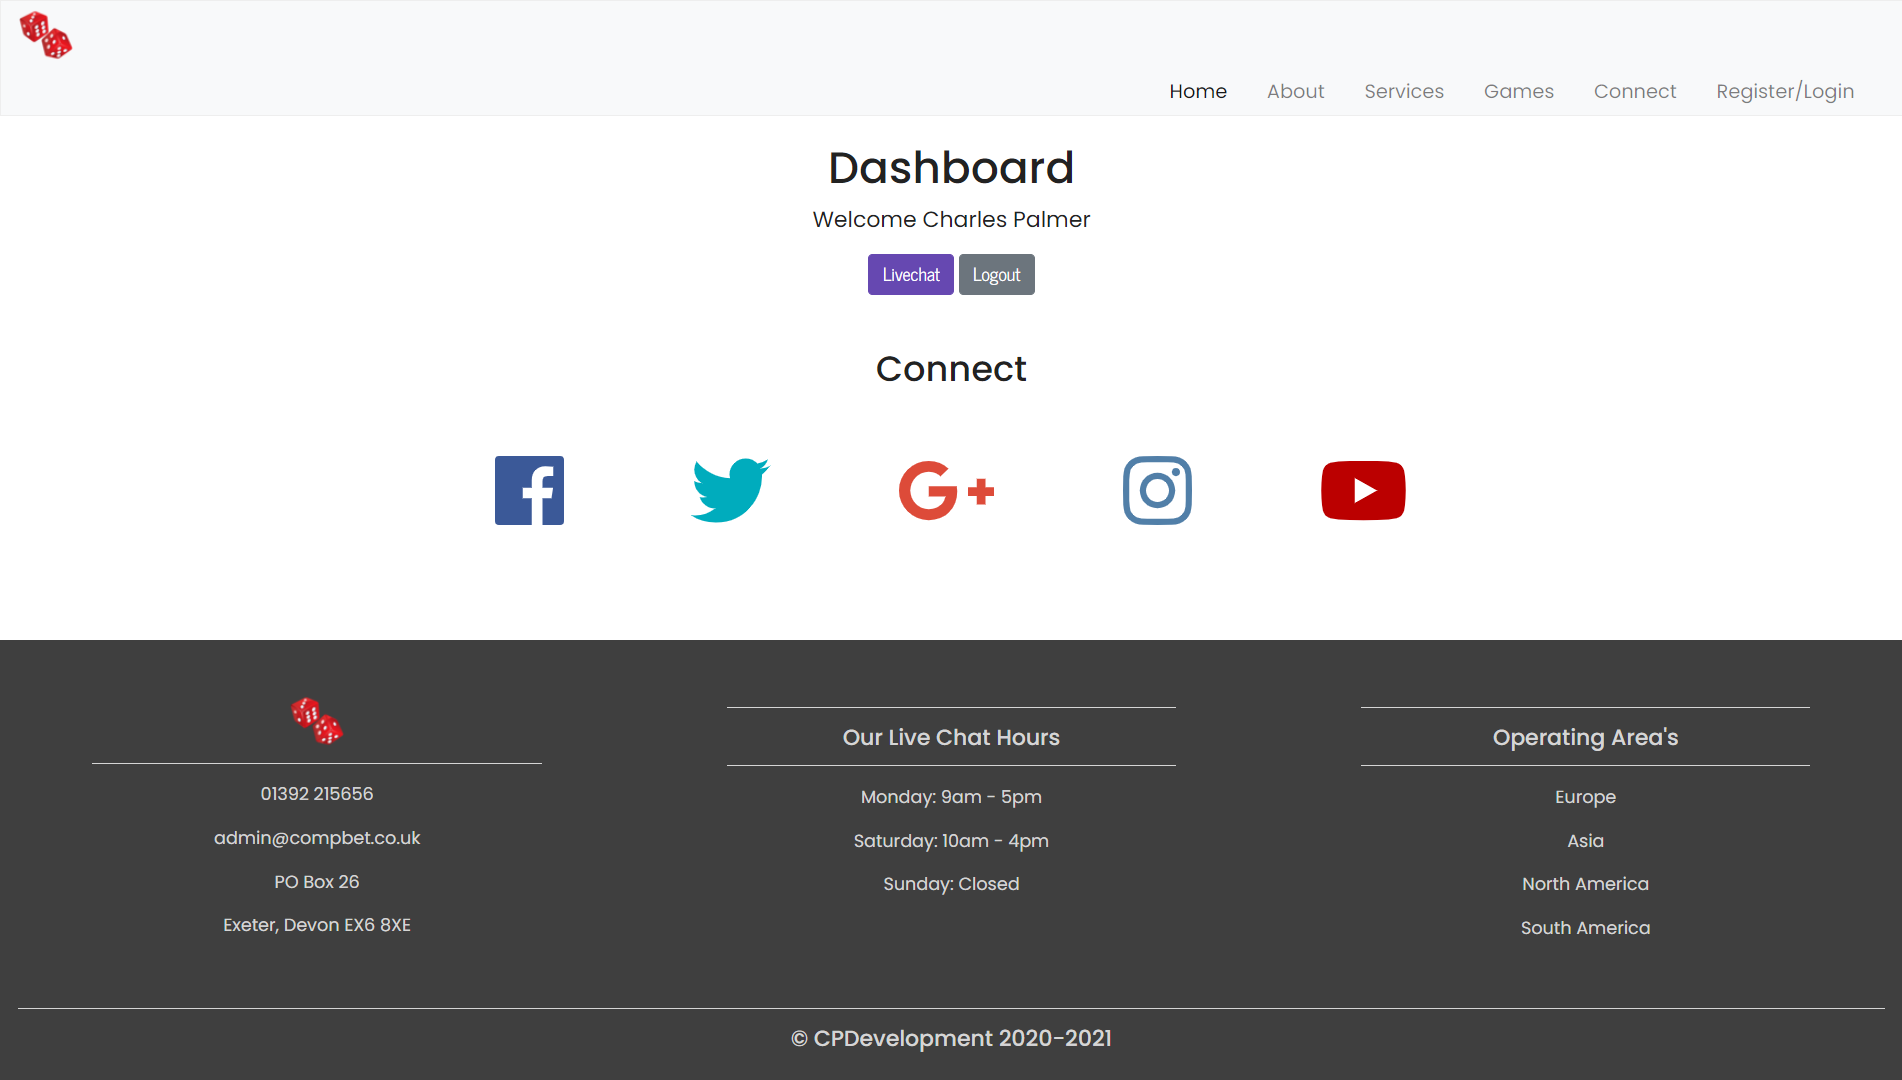 Home About Services Games Connect Register/Login
Dashboard
Welcome Charles Palmer
Livechat Logout
Connect
01392 215656
admin@compbet.co.uk
PO Box 26
Exeter, Devon EX6 8XE
Our Live Chat Hours
Monday: 9am - 5pm
Saturday: 10am - 4pm
Sunday: Closed
Operating Area's
Europe
Asia
North America
South America
© CPDevelopment 2020-2021